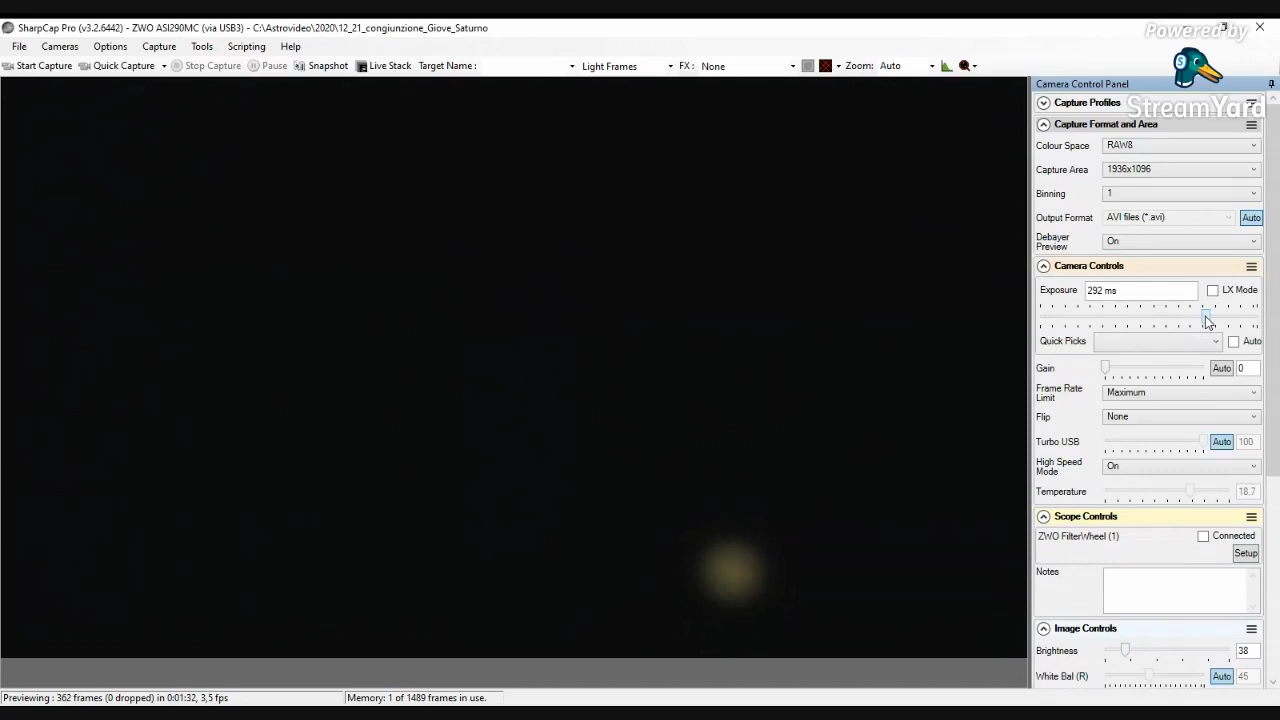 SharpCap Pro (v3.2.6442) - ZWO ASI290MC (via USB3) - C:\Astrovideo\2020\12_21_congiunzione_Giove_Saturno
Powered by
File Cameras Options Capture Tools Scripting Help
Start Capture Quick Capture Stop Capture Pause Snapshot Live Stack Target Name : Light Frames FX : None Zoom: Auto
S
StreamYard
Camera Control Panel
Capture Profiles
Capture Format and Area
Colour Space RAW8
Capture Area 1936x1096
Binning 1
Output Format AVI files (*.avi) Auto
Debayer Preview On
Camera Controls
Exposure 292 ms LX Mode
Quick Picks Auto
Gain Auto 0
Frame Rate Limit Maximum
Flip None
Turbo USB Auto 100
High Speed Mode On
Temperature 18,7
Scope Controls
ZWO FilterWheel (1) Connected
Setup
Notes
Image Controls
Brightness 38
White Bal (R) Auto 45
Previewing : 362 frames (0 dropped) in 0:01:32, 3,5 fps Memory: 1 of 1489 frames in use.